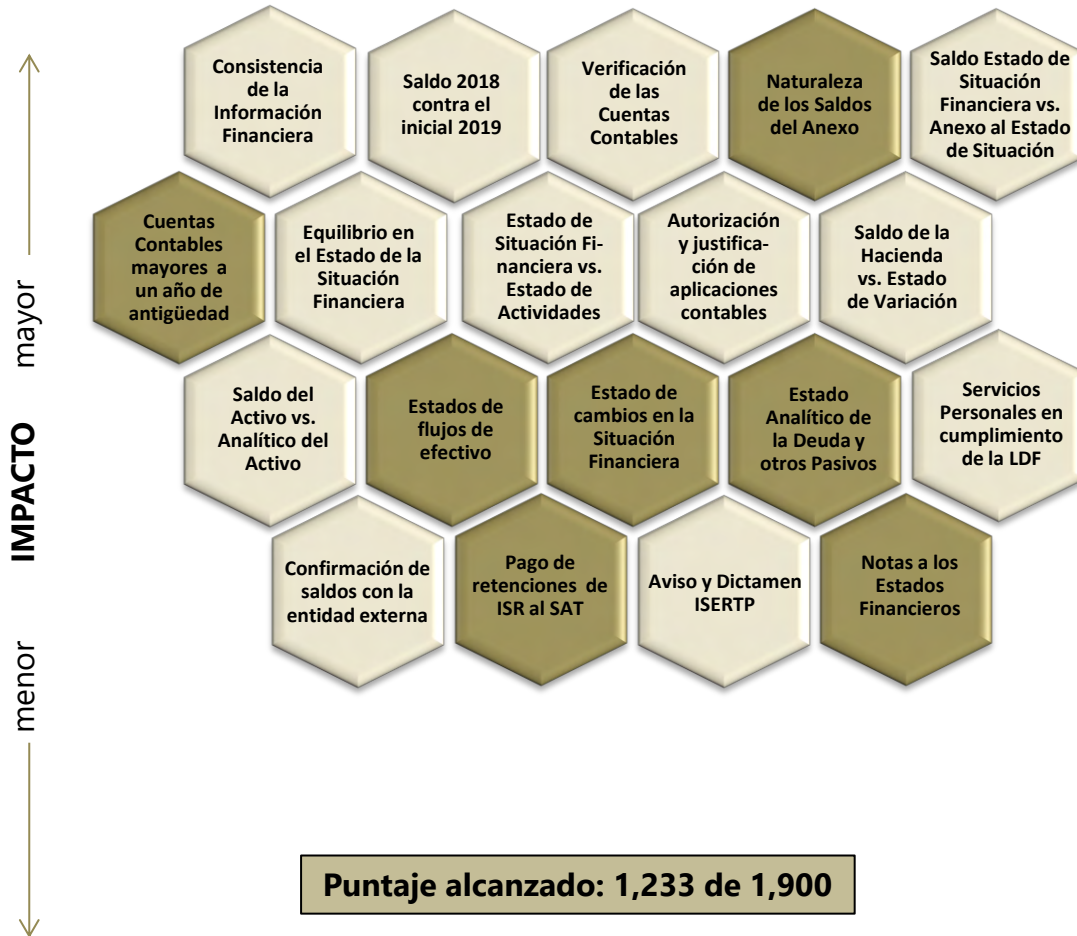 Consistencia
de la
Información
Financiera
Saldo 2018
contra el
inicial 2019
Verificación
de las
Cuentas
Contables
Naturaleza
de los Saldos
del Anexo
Saldo Estado de
Situación
Financiera vs.
Anexo al Estado
de Situación
Cuentas
Contables
mayores a
un año de
antigüedad
Equilibrio en
el Estado de la
Situación
Financiera
Estado de
Situación Fi-
nanciera vs.
Estado de
Actividades
Autorización
y justifica-
ción de
aplicaciones
contables
Saldo de la
Hacienda
vs. Estado
de Variación
Saldo del
Activo vs.
Analítico del
Activo
Estados de
flujos de
efectivo
Estado de
cambios en la
Situación
Financiera
Estado
Analítico de
la Deuda y
otros Pasivos
Servicios
Personales en
cumplimiento
de la LDF
Confirmación de
saldos con la
entidad externa
Pago de
retenciones de
ISR al SAT
Aviso y Dictamen
ISERTP
Notas a los
Estados
Financieros
mayor
IMPACTO
menor
Puntaje alcanzado: 1,233 de 1,900